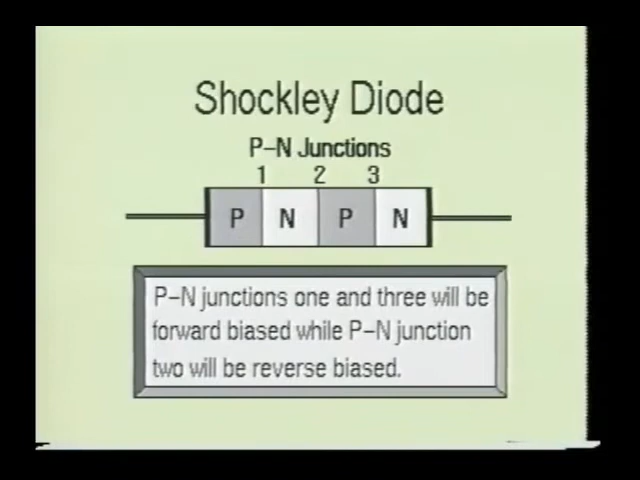 Shockley Diode
P–N Junctions
1 2 3
P N P N
P–N junctions one and three will be
forward biased while P–N junction
two will be reverse biased.